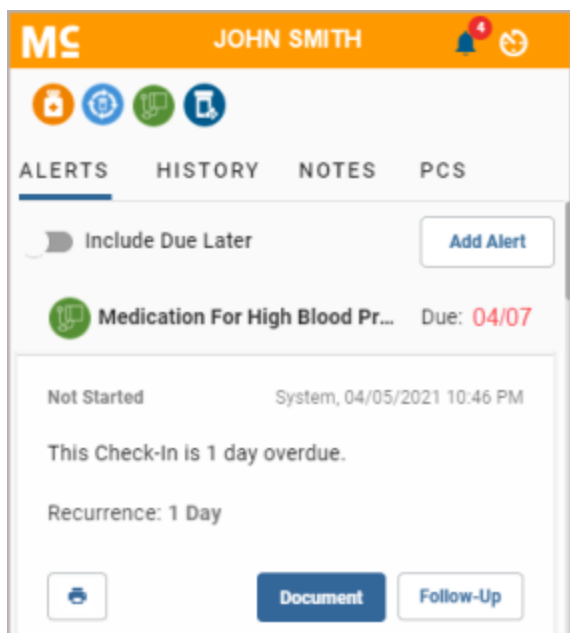 MC JOHN SMITH 4
ALERTS HISTORY NOTES PCS
Include Due Later Add Alert
Medication For High Blood Pr... Due: 04/07
Not Started System, 04/05/2021 10:46 PM
This Check-In is 1 day overdue.
Recurrence: 1 Day
Document Follow-Up